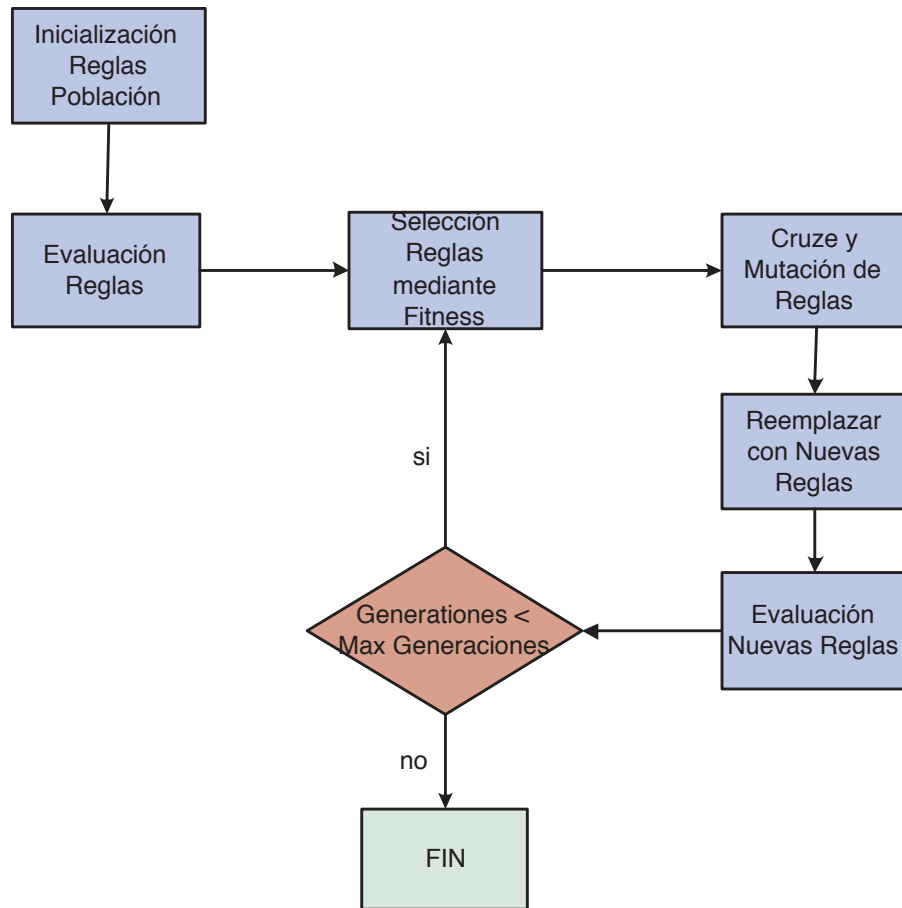 Inicialización
Reglas
Población
Evaluación
Reglas
Selección
Reglas
mediante
Fitness
Cruze y
Mutación de
Reglas
Reemplazar
con Nuevas
Reglas
Evaluación
Nuevas Reglas
Generationes <
Max Generaciones
si
no
FIN